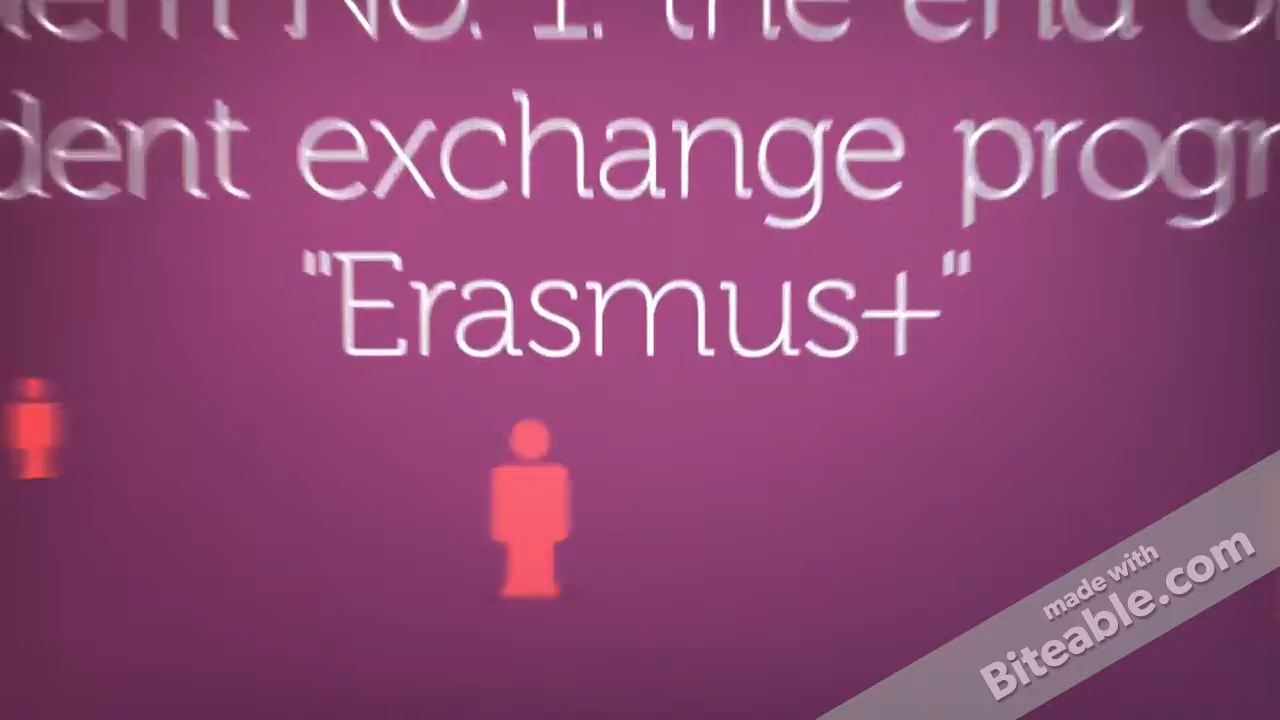 No. 1: the end
exchange
"Erasmus+"
made with
Biteable.com